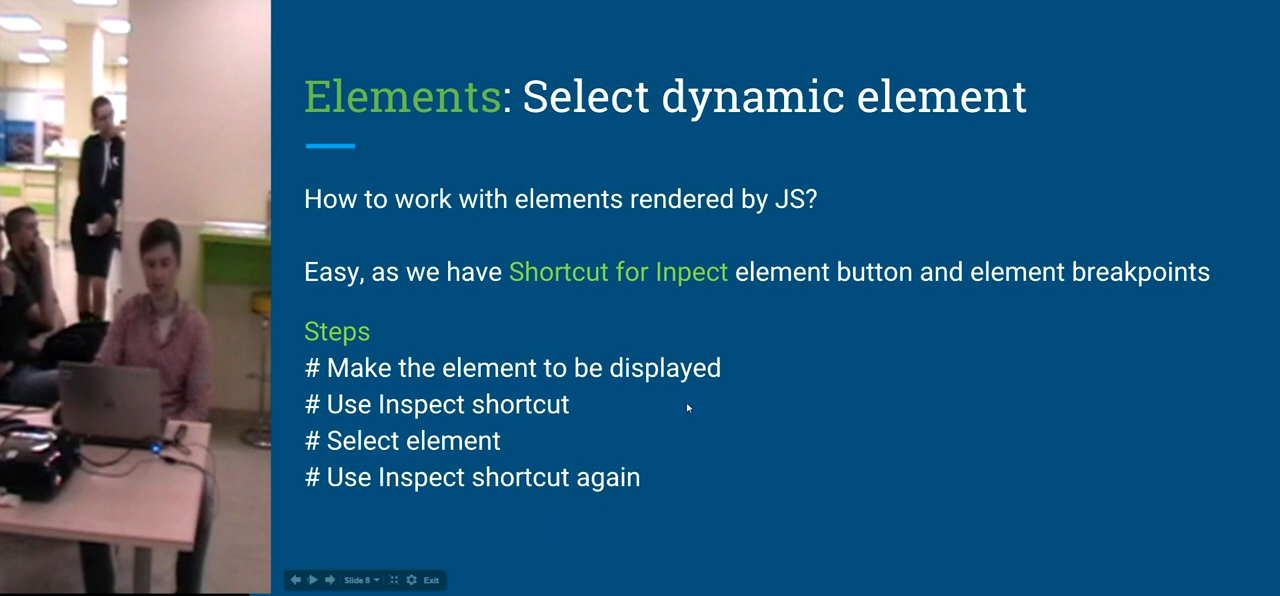 Elements: Select dynamic element
How to work with elements rendered by JS?
Easy, as we have Shortcut for Inpect element button and element breakpoints
Steps
# Make the element to be displayed
# Use Inspect shortcut
# Select element
# Use Inspect shortcut again
Slide 8
Exit